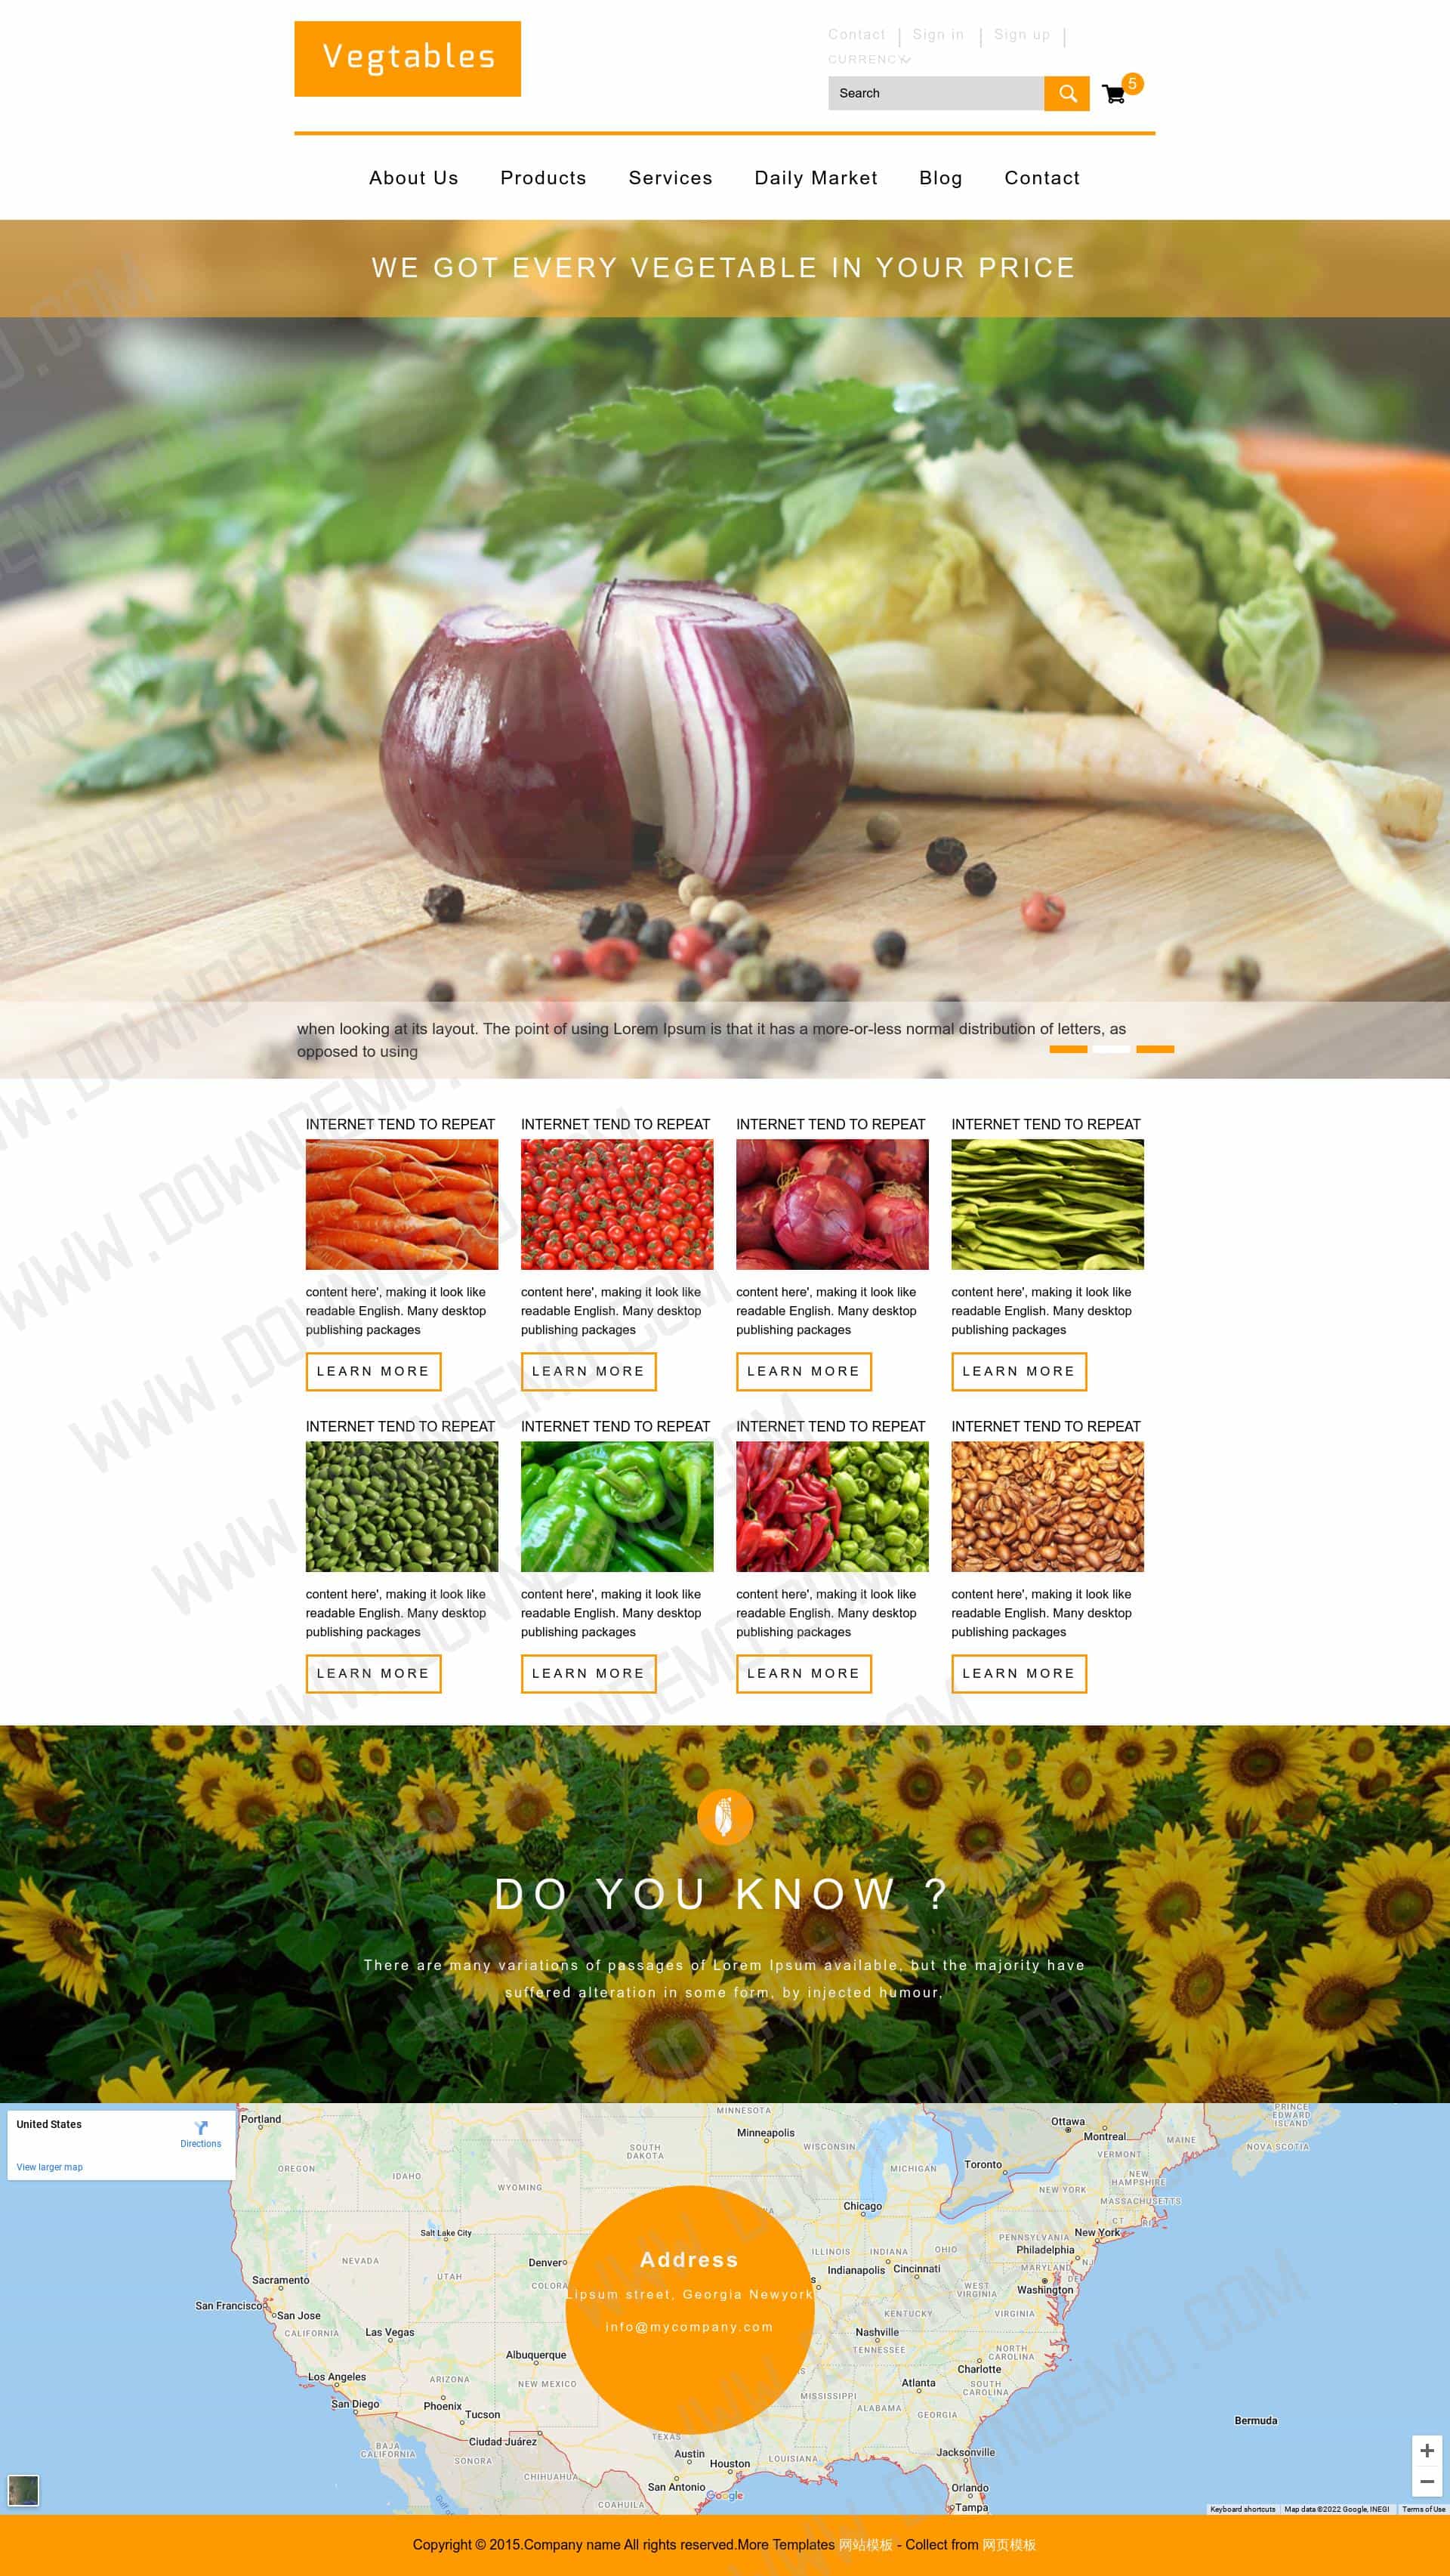 Vegtables
Contact | Sign in | Sign up |
CURRENCY
Search
5
About Us Products Services Daily Market Blog Contact
WE GOT EVERY VEGETABLE IN YOUR PRICE
when looking at its layout. The point of using Lorem Ipsum is that it has a more-or-less normal distribution of letters, as
opposed to using
INTERNET TEND TO REPEAT INTERNET TEND TO REPEAT INTERNET TEND TO REPEAT INTERNET TEND TO REPEAT
content here', making it look like content here', making it look like content here', making it look like content here', making it look like
readable English. Many desktop readable English. Many desktop readable English. Many desktop readable English. Many desktop
publishing packages publishing packages publishing packages publishing packages
LEARN MORE LEARN MORE LEARN MORE LEARN MORE
INTERNET TEND TO REPEAT INTERNET TEND TO REPEAT INTERNET TEND TO REPEAT INTERNET TEND TO REPEAT
content here', making it look like content here', making it look like content here', making it look like content here', making it look like
readable English. Many desktop readable English. Many desktop readable English. Many desktop readable English. Many desktop
publishing packages publishing packages publishing packages publishing packages
LEARN MORE LEARN MORE LEARN MORE LEARN MORE
WWW.DOWNDEMO.COM
DO YOU KNOW ?
There are many variations of passages of Lorem Ipsum available, but the majority have
suffered alteration in some form, by injected humour,
United States
Directions
View larger map
Portland
MINNESOTA
PRINCE
EDWARD
ISLAND
Ottawa
Minneapolis
Montreal
MAINE
NOVA SCOTIA
SOUTH
DAKOTA
WISCONSIN
VERMONT
MICHIGAN
Toronto
OREGON
IDAHO
NEW
HAMPSHIRE
WYOMING
NEW YORK
MASSACHUSETTS
Chicago
CT RI
Salt Lake City
PENNSYLVANIA
New York
Philadelphia
ILLINOIS
INDIANA
OHIO
NEVADA
Denver
Address
MARYLAND
NJ
Indianapolis
Cincinnati
UTAH
Sacramento
COLORA
DE
WEST
VIRGINIA
Washington
Lipsum street, Georgia Newyork
San Francisco
San Jose
KENTUCKY
VIRGINIA
info@mycompany.com
CALIFORNIA
Las Vegas
Nashville
TENNESSEE
NORTH
CAROLINA
Albuquerque
Charlotte
Los Angeles
ARIZONA
NEW MEXICO
Atlanta
SOUTH
CAROLINA
San Diego
Phoenix
MISSISSIPPI
ALABAMA
GEORGIA
Tucson
Bermuda
Ciudad Juárez
TEXAS
BAJA
CALIFORNIA
SONORA
Austin
Houston
LOUISIANA
Jacksonville
CHIHUAHUA
San Antonio
Orlando
Google
COAHUILA
Tampa
Keyboard shortcuts Map data ©2022 Google, INEGI Terms of Use
Copyright © 2015.Company name All rights reserved.More Templates 网站模板 - Collect from 网页模板